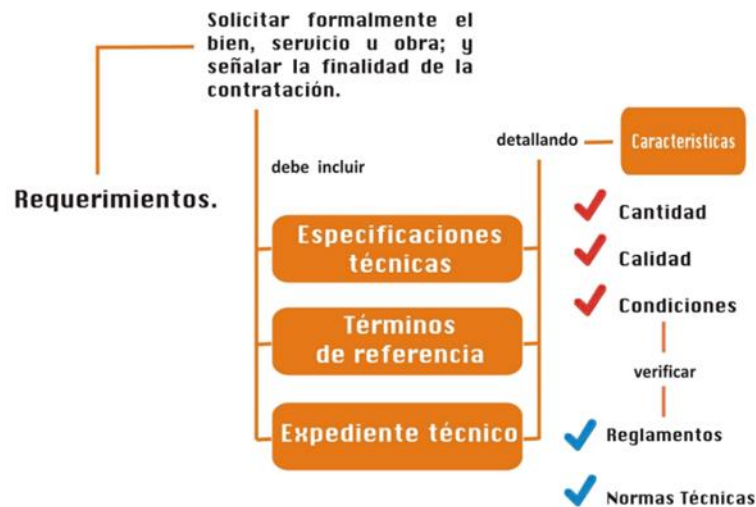 Solicitar formalmente el
bien, servicio u obra; y
señalar la finalidad de la
contratación.
Requerimientos.
debe incluir
Especificaciones
técnicas
Términos
de referencia
Expediente técnico
detallando
Características
Cantidad
Calidad
Condiciones
verificar
Reglamentos
Normas Técnicas